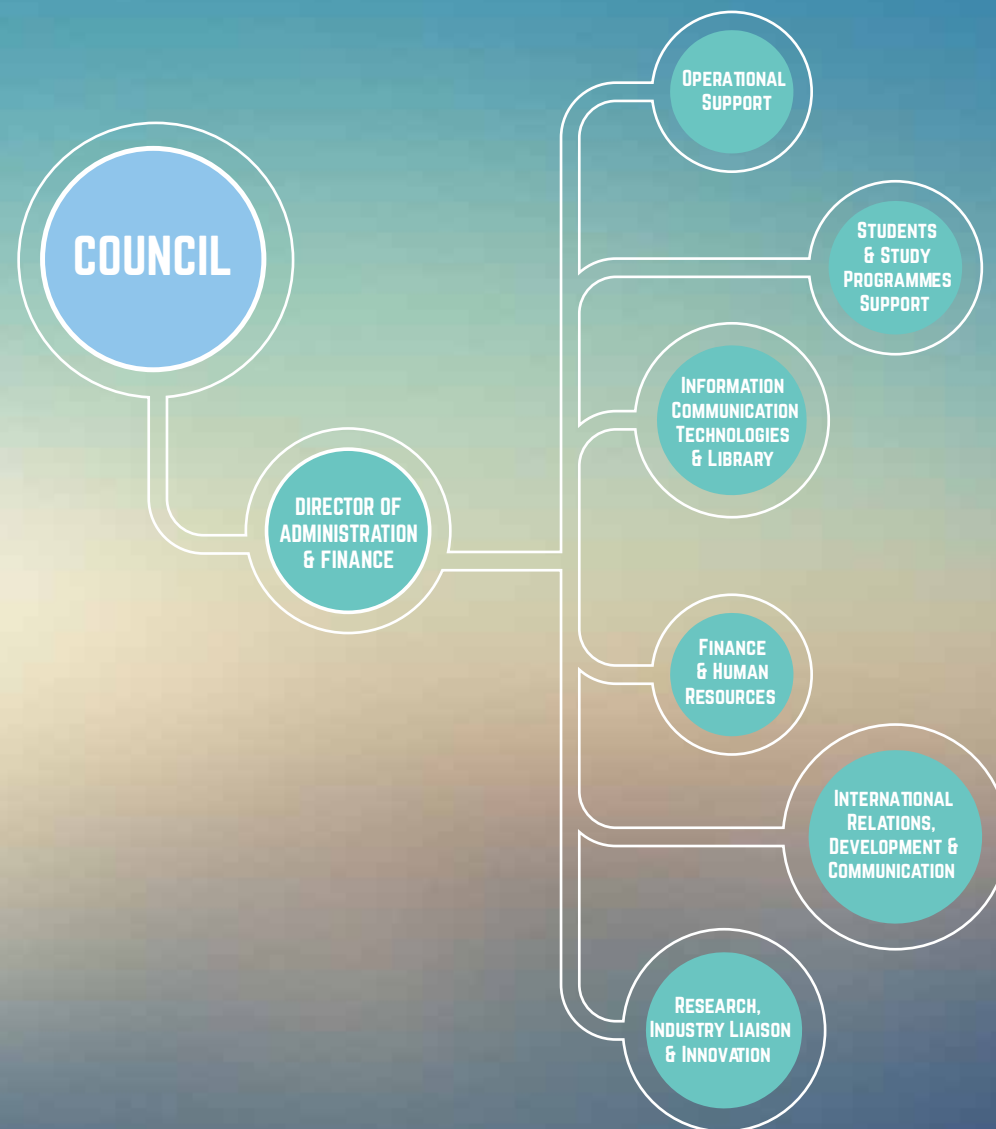 COUNCIL
DIRECTOR OF
ADMINISTRATION
& FINANCE
OPERATIONAL
SUPPORT
STUDENTS
& STUDY
PROGRAMMES
SUPPORT
INFORMATION
COMMUNICATION
TECHNOLOGIES
& LIBRARY
FINANCE
& HUMAN
RESOURCES
INTERNATIONAL
RELATIONS,
DEVELOPMENT &
COMMUNICATION
RESEARCH,
INDUSTRY LIAISON
& INNOVATION